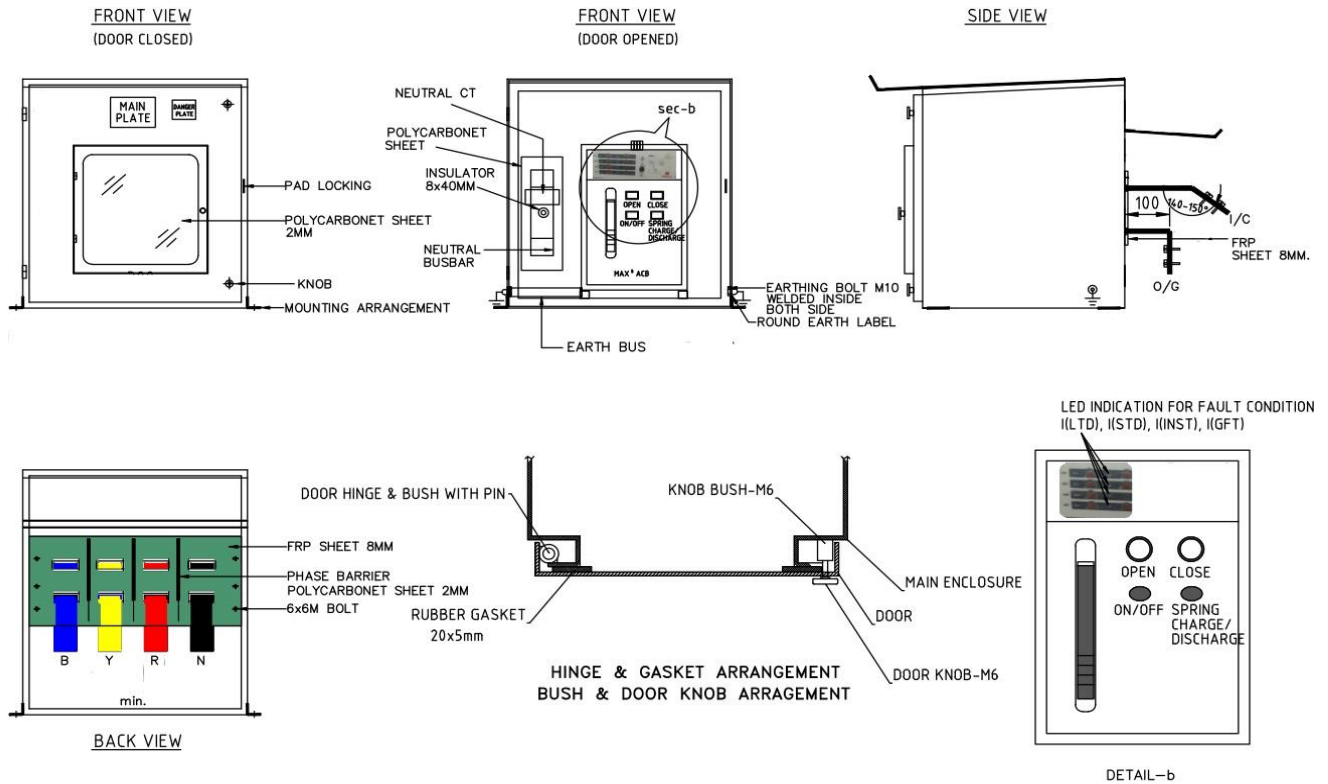 FRONT VIEW
(DOOR CLOSED)
MAIN
PLATE
DANGER
PLATE
PAD LOCKING
POLYCARBONET SHEET
2MM
KNOB
MOUNTING ARRANGEMENT
FRONT VIEW
(DOOR OPENED)
NEUTRAL CT
POLYCARBONET
SHEET
INSULATOR
8x40MM
NEUTRAL
BUSBAR
sec-b
OPEN CLOSE
ON/OFF SPRING
CHARGE/
DISCHARGE
MAX⁺ ACB
EARTHING BOLT M10
WELDED INSIDE
BOTH SIDE
ROUND EARTH LABEL
EARTH BUS
SIDE VIEW
100
140-150°
I/C
FRP
SHEET 8MM.
O/G
FRP SHEET 8MM
PHASE BARRIER
POLYCARBONET SHEET 2MM
6x6M BOLT
B Y R N
min.
BACK VIEW
DOOR HINGE & BUSH WITH PIN
KNOB BUSH-M6
MAIN ENCLOSURE
RUBBER GASKET
20x5mm
DOOR
DOOR KNOB-M6
HINGE & GASKET ARRANGEMENT
BUSH & DOOR KNOB ARRAGEMENT
LED INDICATION FOR FAULT CONDITION
I(LTD), I(STD), I(INST), I(GFT)
OPEN CLOSE
ON/OFF SPRING
CHARGE/
DISCHARGE
DETAIL-b